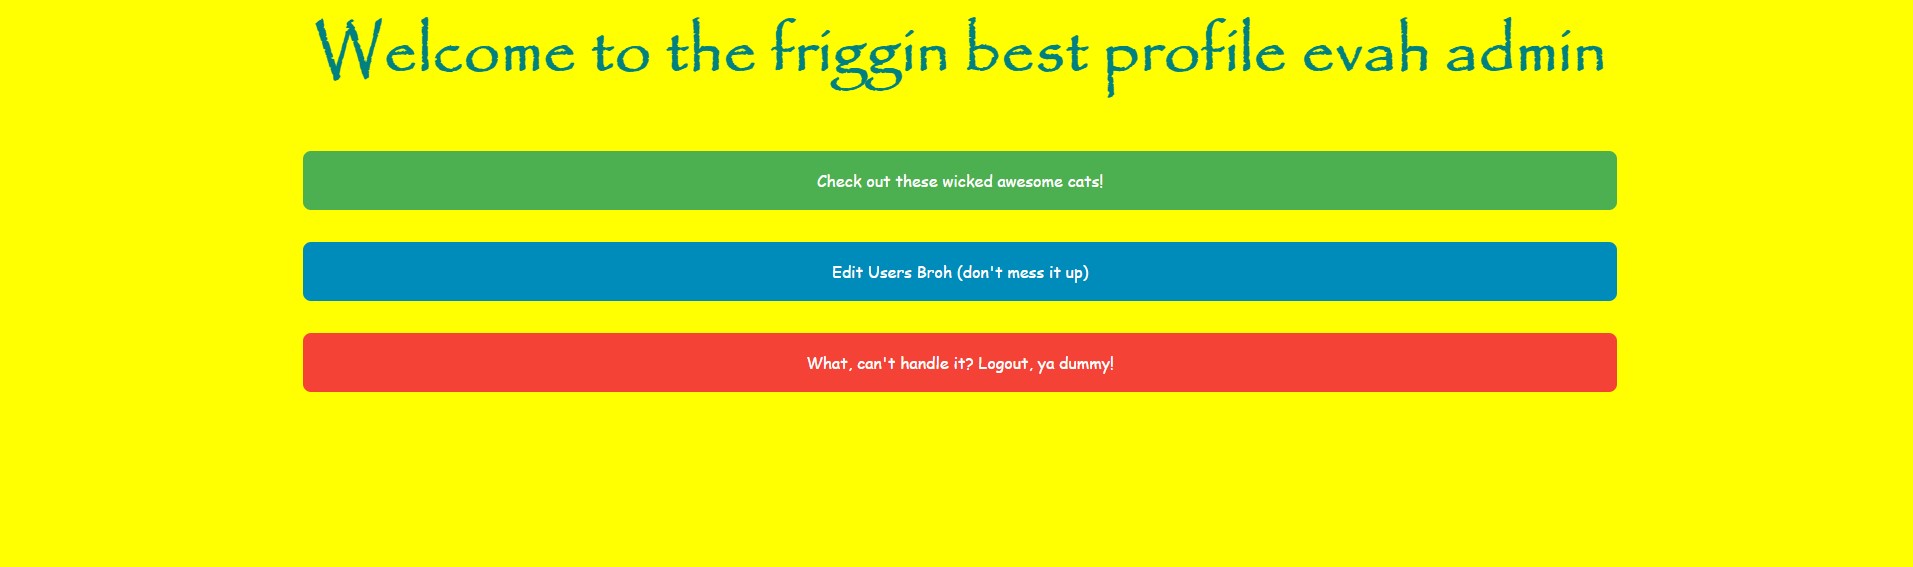 Welcome to the friggin best profile evah admin
Check out these wicked awesome cats!
Edit Users Broh (don't mess it up)
What, can't handle it? Logout, ya dummy!